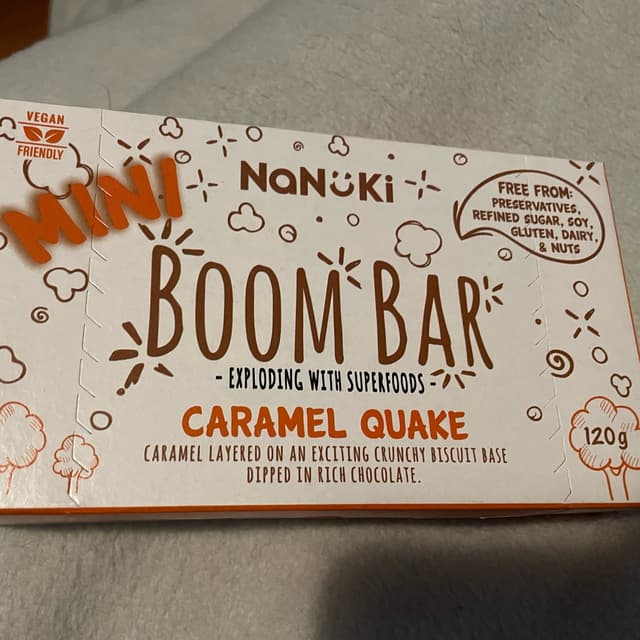 VEGAN
FRIENDLY
MINI
NaNüKi
FREE FROM:
PRESERVATIVES,
REFINED SUGAR, SOY,
GLUTEN, DAIRY,
& NUTS
BOOM BAR
- EXPLODING WITH SUPERFOODS -
CARAMEL QUAKE
CARAMEL LAYERED ON AN EXCITING CRUNCHY BISCUIT BASE
DIPPED IN RICH CHOCOLATE.
120g